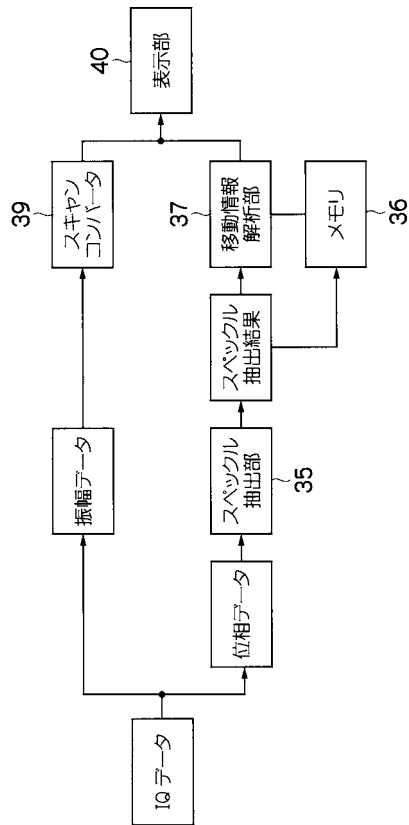 IQ データ
振幅データ
スキャン
コンバータ
39
表示部
40
位相データ
スペックル
抽出部
35
スペックル
抽出結果
移動情報
解析部
37
メモリ
36